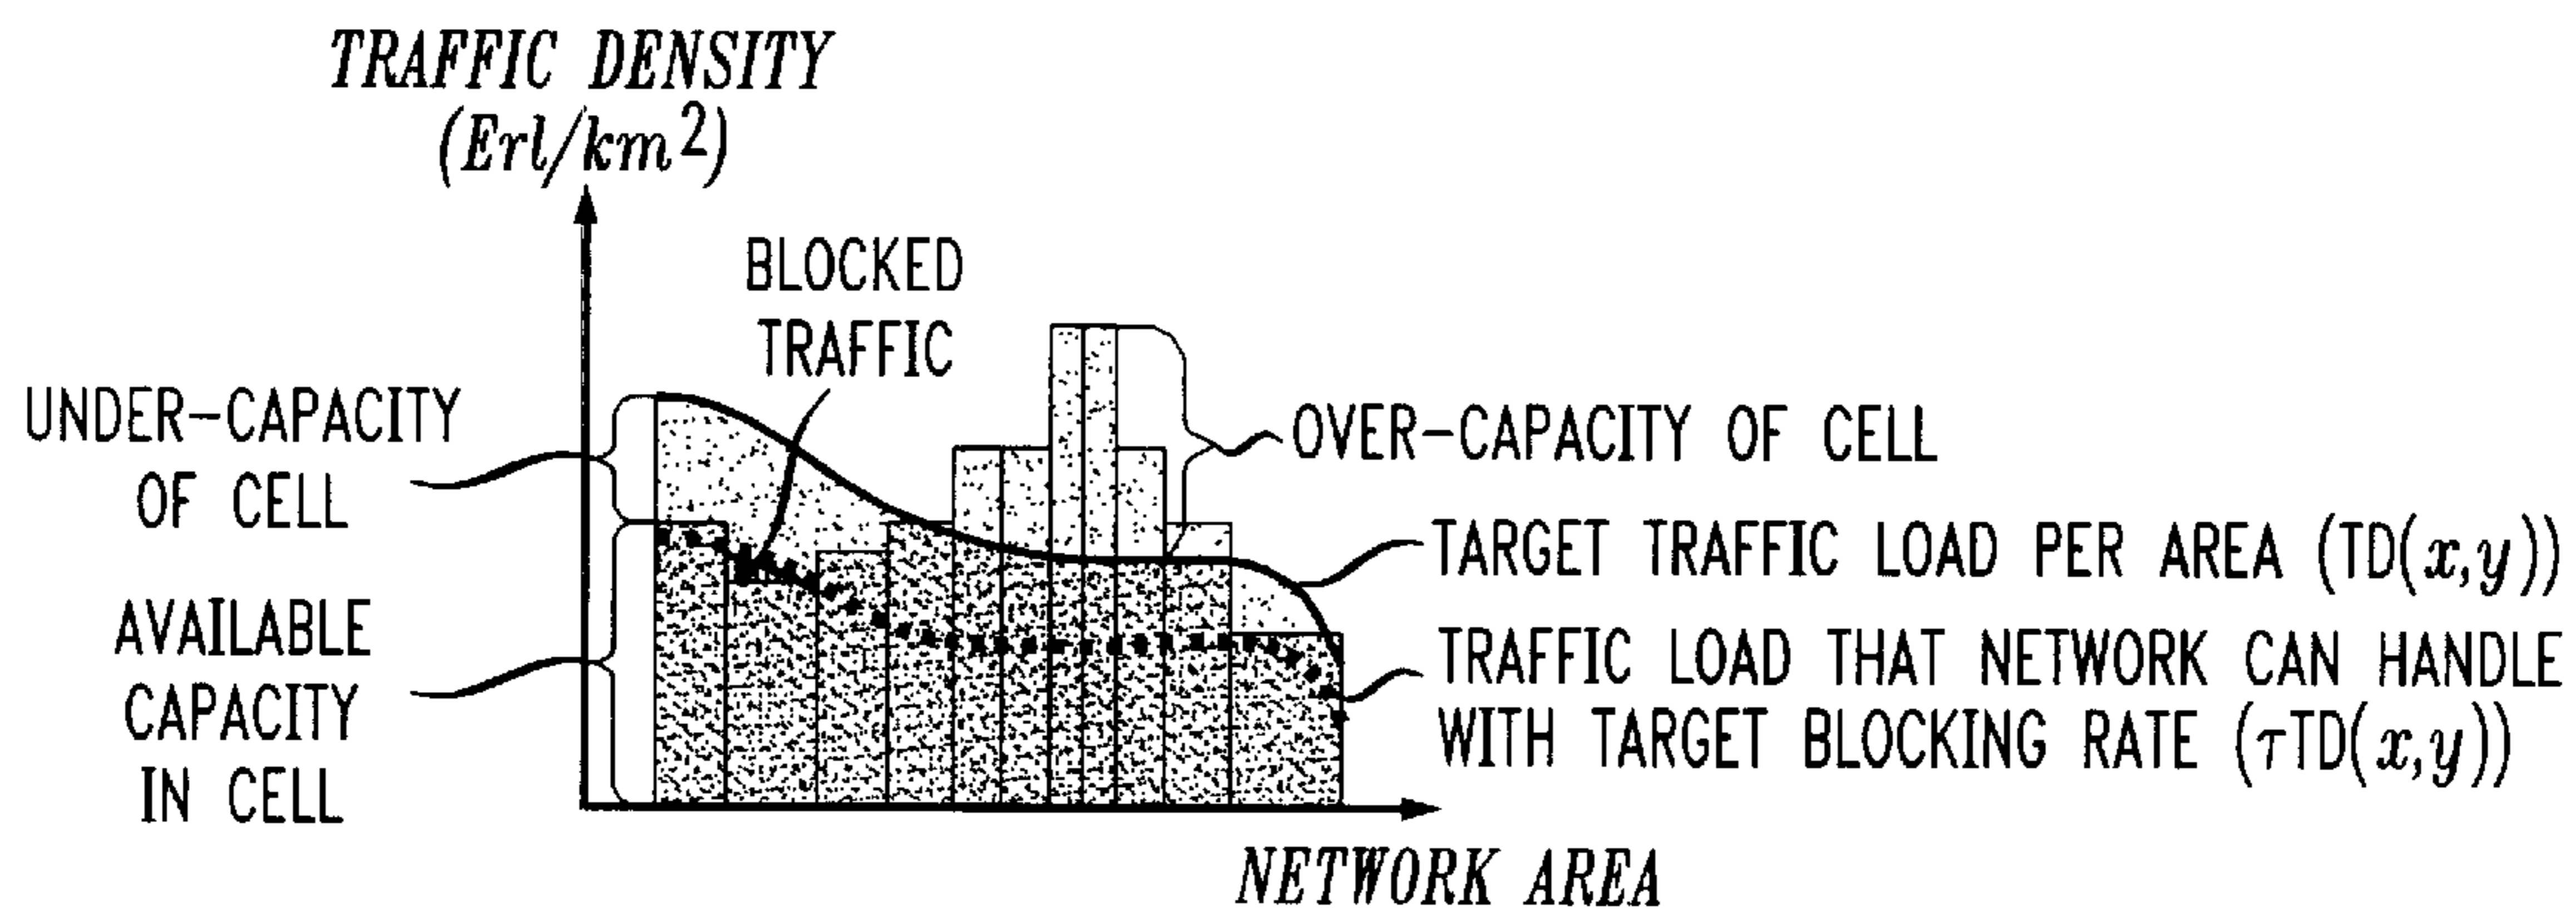 TRAFFIC DENSITY
(Erl/km²)
BLOCKED
TRAFFIC
UNDER-CAPACITY
OF CELL
OVER-CAPACITY OF CELL
TARGET TRAFFIC LOAD PER AREA (TD(x,y))
AVAILABLE
CAPACITY
IN CELL
TRAFFIC LOAD THAT NETWORK CAN HANDLE
WITH TARGET BLOCKING RATE (τTD(x,y))
NETWORK AREA